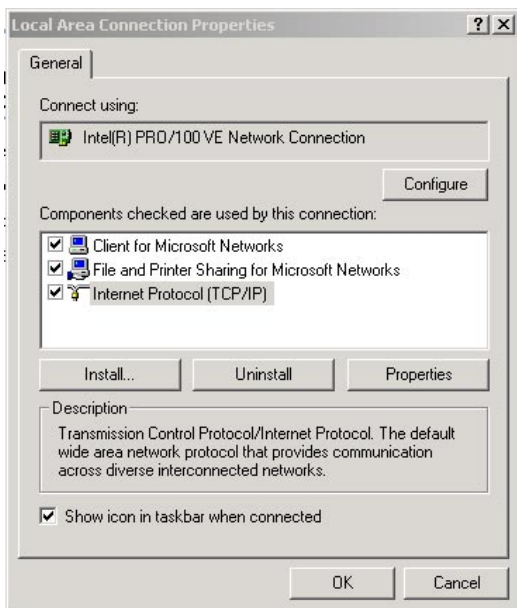 Local Area Connection Properties
General
Connect using:
Intel(R) PRO/100 VE Network Connection
Configure
Components checked are used by this connection:
Client for Microsoft Networks
File and Printer Sharing for Microsoft Networks
Internet Protocol (TCP/IP)
Install... Uninstall Properties
Description
Transmission Control Protocol/Internet Protocol. The default
wide area network protocol that provides communication
across diverse interconnected networks.
Show icon in taskbar when connected
OK Cancel